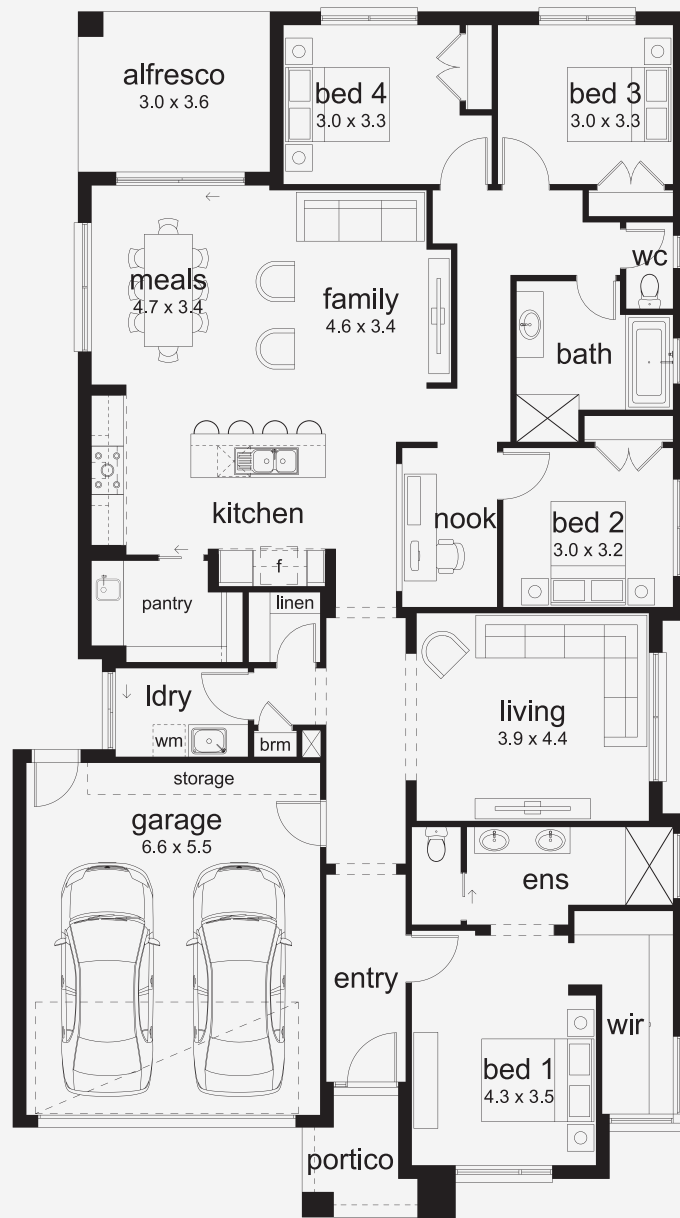 alfresco
3.0 x 3.6
bed 4
3.0 x 3.3
bed 3
3.0 x 3.3
wc
meals
4.7 x 3.4
family
4.6 x 3.4
bath
kitchen
nook
bed 2
3.0 x 3.2
f
pantry
linen
ldry
wm
brm
living
3.9 x 4.4
storage
garage
6.6 x 5.5
ens
entry
wir
bed 1
4.3 x 3.5
portico